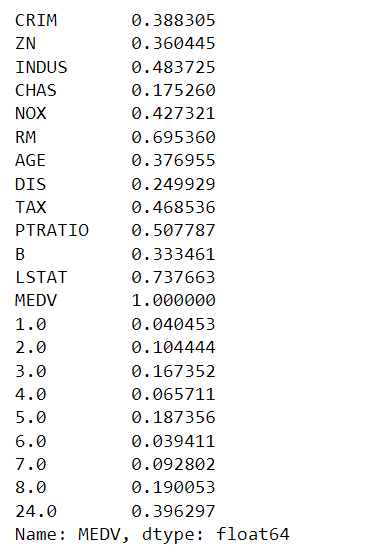 CRIM 0.388305
ZN 0.360445
INDUS 0.483725
CHAS 0.175260
NOX 0.427321
RM 0.695360
AGE 0.376955
DIS 0.249929
TAX 0.468536
PTRATIO 0.507787
B 0.333461
LSTAT 0.737663
MEDV 1.000000
1.0 0.040453
2.0 0.104444
3.0 0.167352
4.0 0.065711
5.0 0.187356
6.0 0.039411
7.0 0.092802
8.0 0.190053
24.0 0.396297
Name: MEDV, dtype: float64